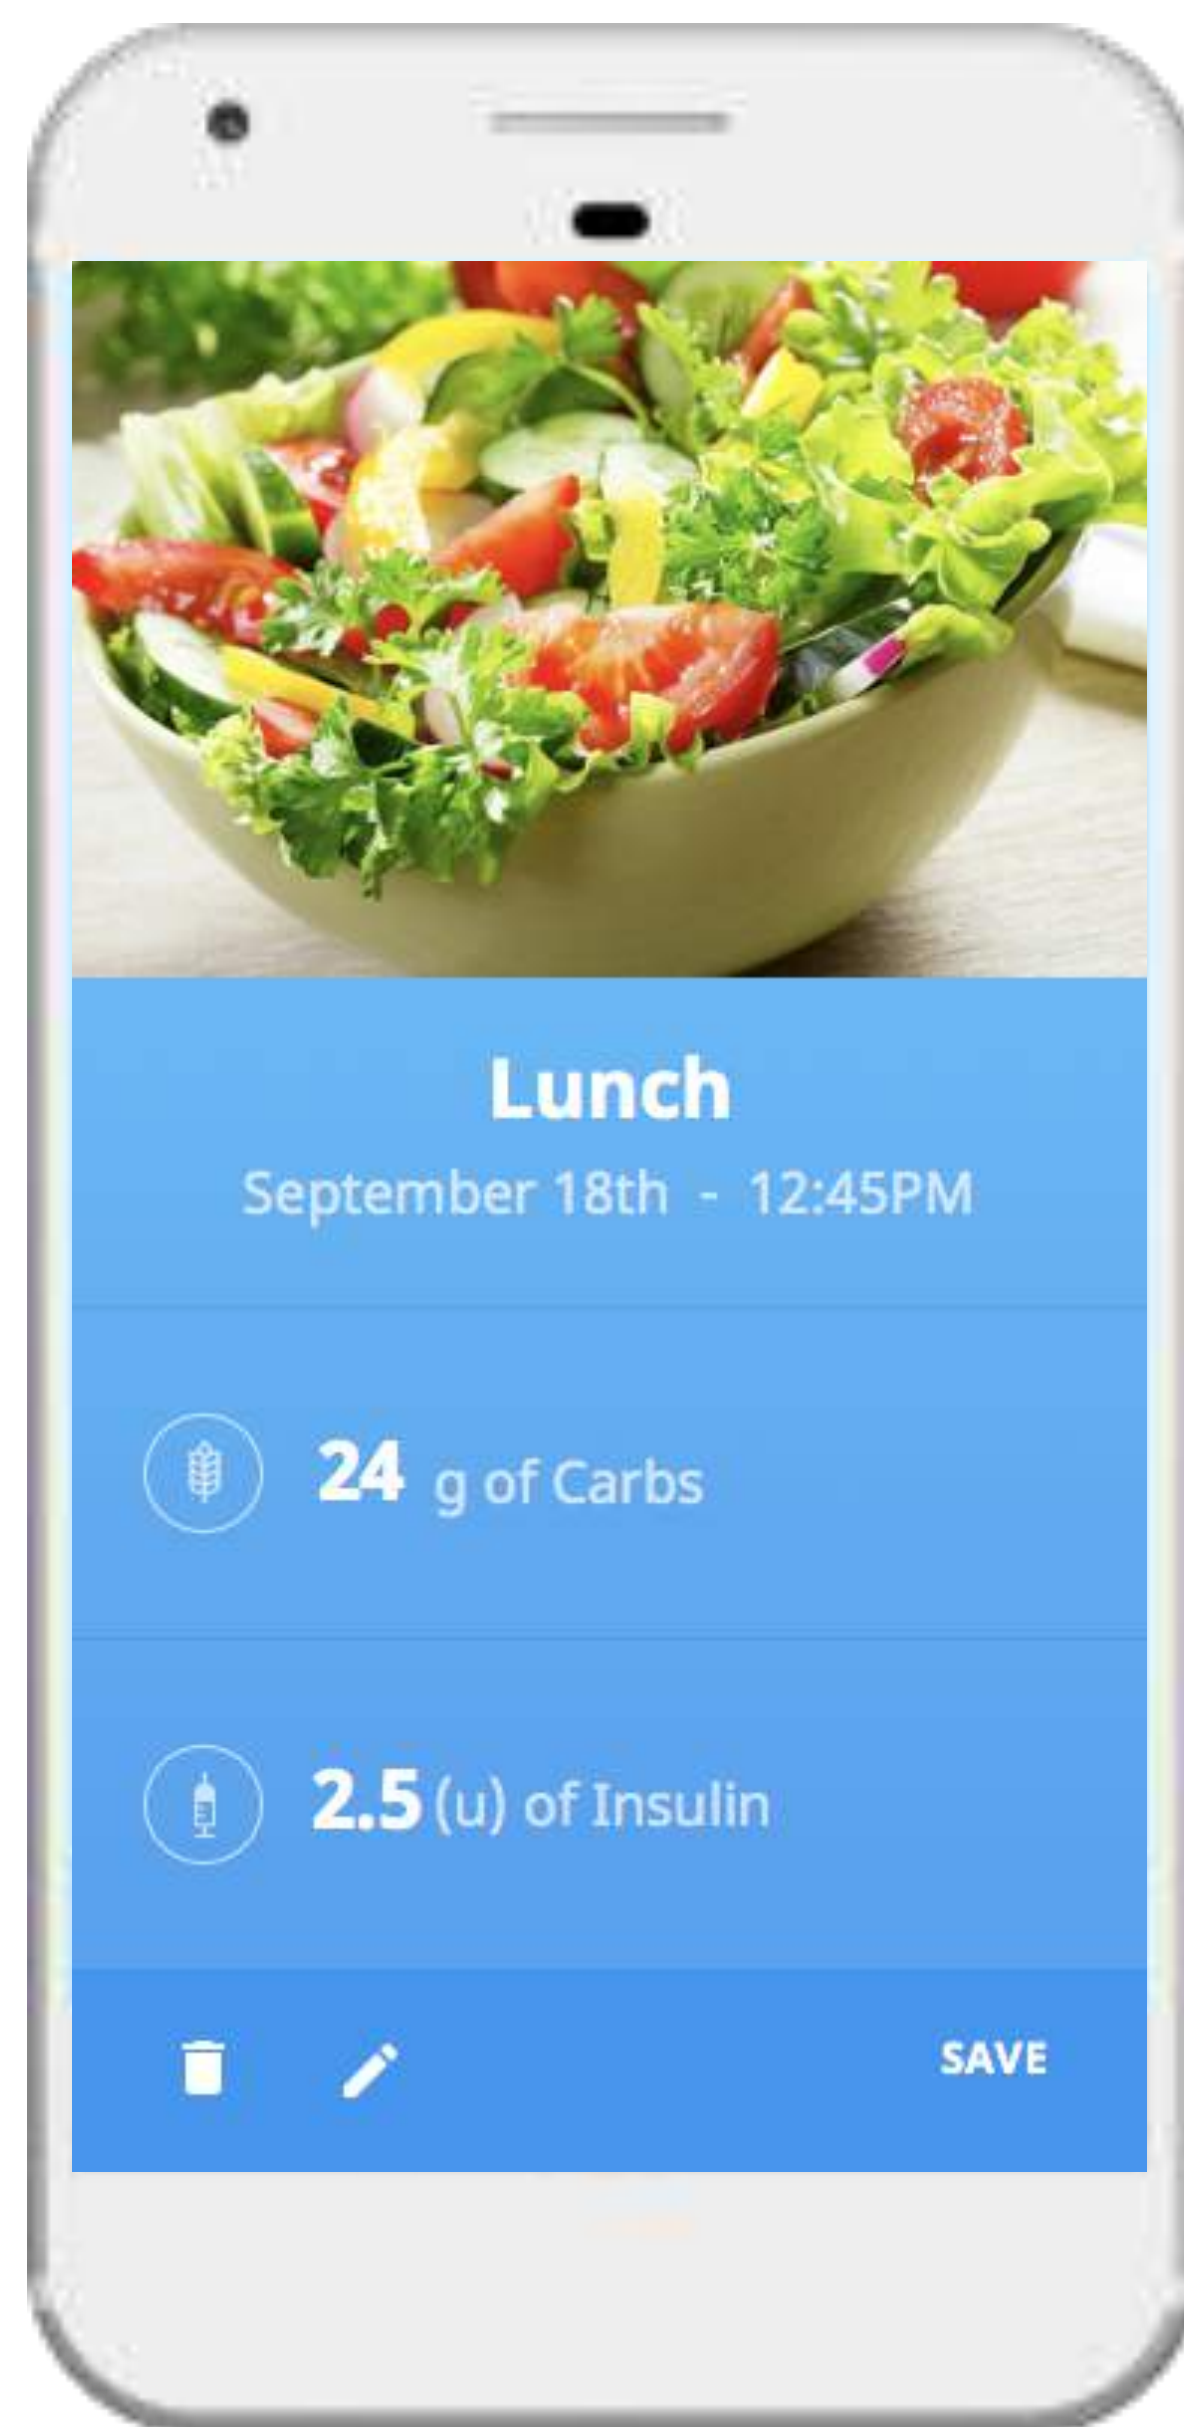 Lunch
September 18th - 12:45PM
24 g of Carbs
2.5 (u) of Insulin
SAVE